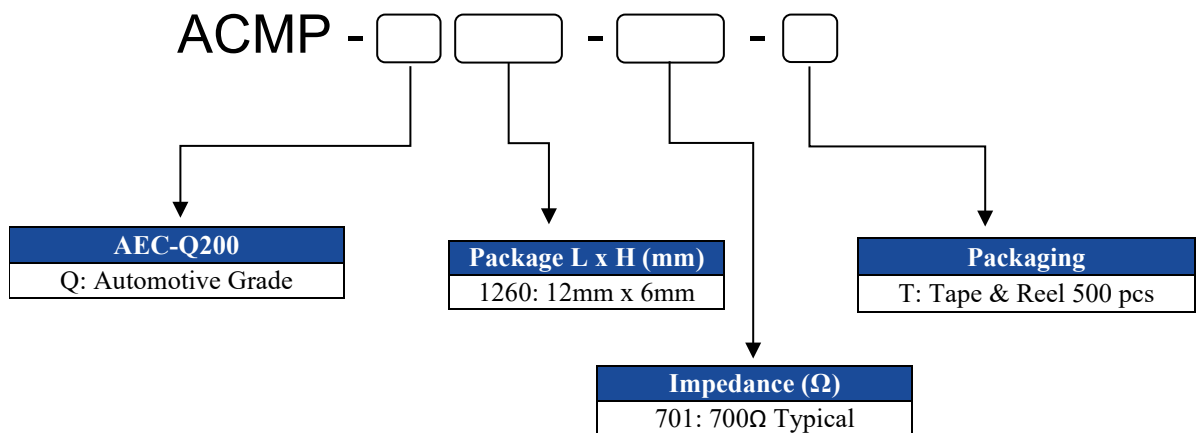 ACMP - -  -
AEC-Q200
Q: Automotive Grade
Package L x H (mm)
1260: 12mm x 6mm
Packaging
T: Tape & Reel 500 pcs
Impedance (Ω)
701: 700Ω Typical